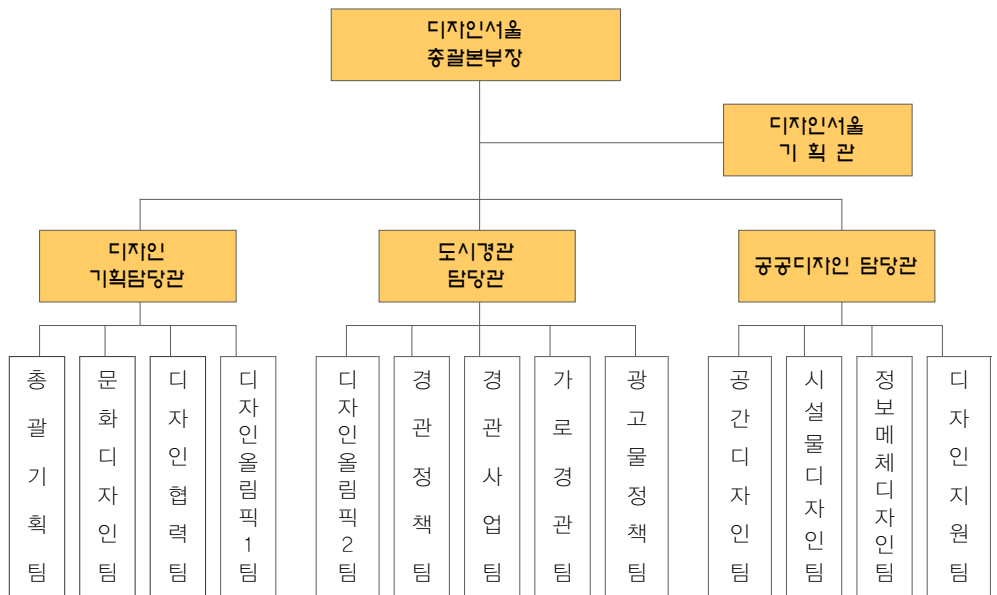 디자인서울
총괄본부장
디자인서울
기 획 관
디자인
기획담당관
도시경관
담당관
공공디자인 담당관
총괄기획팀
문화디자인팀
디자인협력팀
디자인올림픽1팀
디자인올림픽2팀
경관정책팀
경관사업팀
가로경관팀
광고물정책팀
공간디자인팀
시설물디자인팀
정보메체디자인팀
디자인지원팀